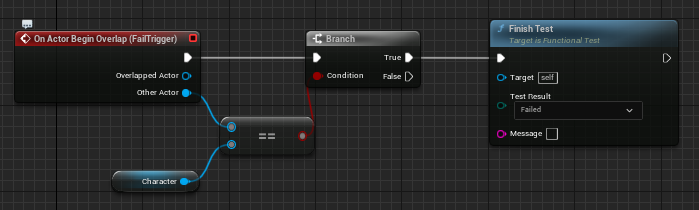 On Actor Begin Overlap (FailTrigger)
Overlapped Actor
Other Actor
Branch
True
Condition
False
Finish Test
Target is Functional Test
Target self
Test Result
Failed
Message
==
Character